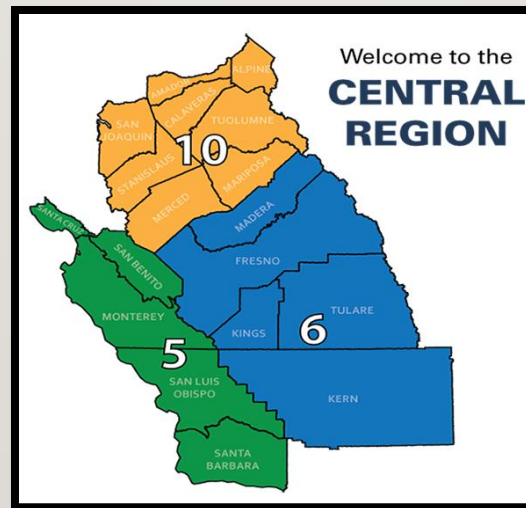 Welcome to the
CENTRAL
REGION
ALPINE
AMADOR
CALAVERAS
SAN
JOAQUIN
TUOLUMNE
10
STANISLAUS
MARIPOSA
MERCED
MADERA
SANTA CRUZ
SAN BENITO
FRESNO
MONTEREY
KINGS
6
TULARE
5
SAN LUIS
OBISPO
KERN
SANTA
BARBARA